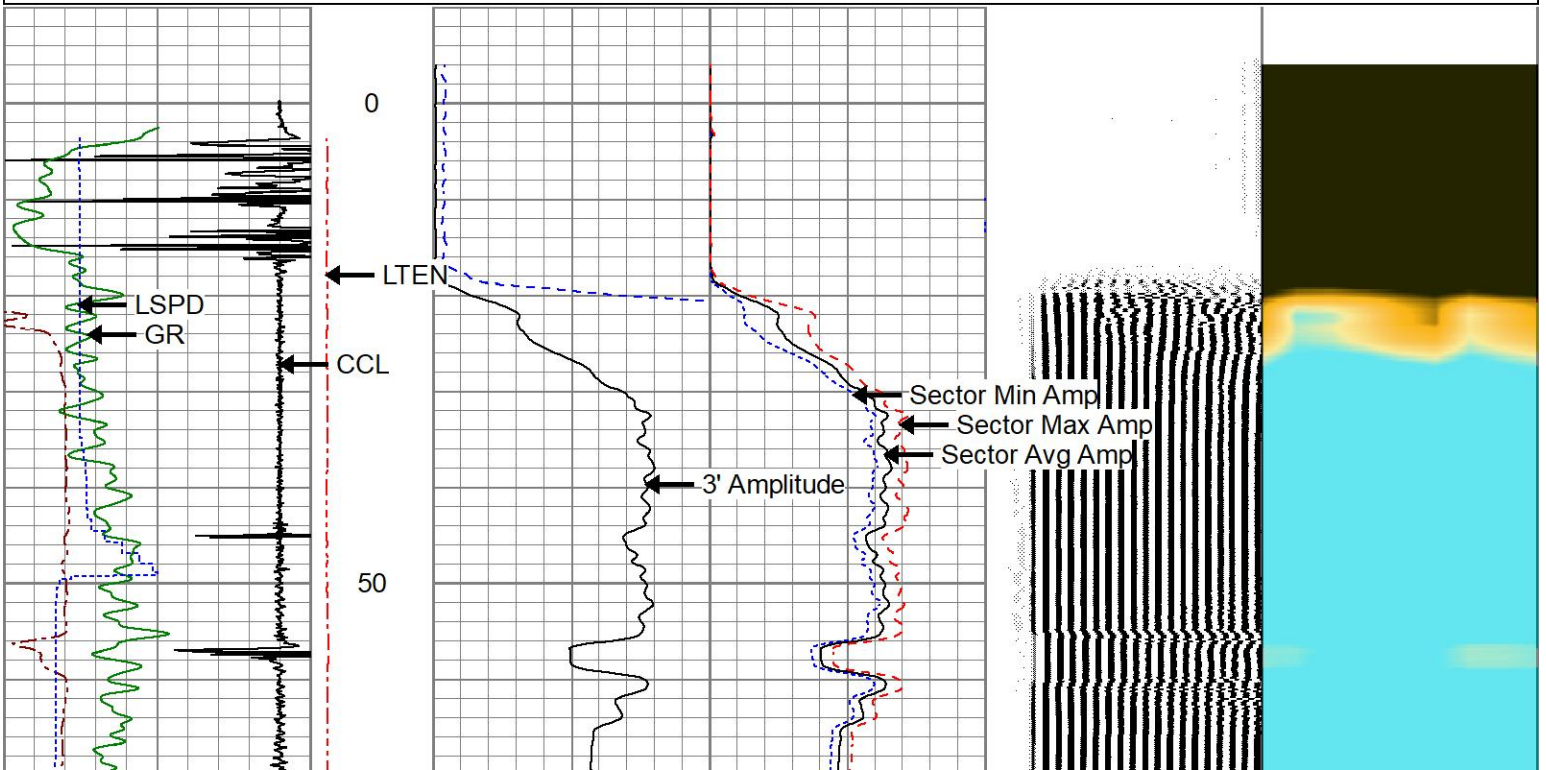 0
LTEN
LSPD
GR
CCL
Sector Min Amp
Sector Max Amp
Sector Avg Amp
3' Amplitude
50